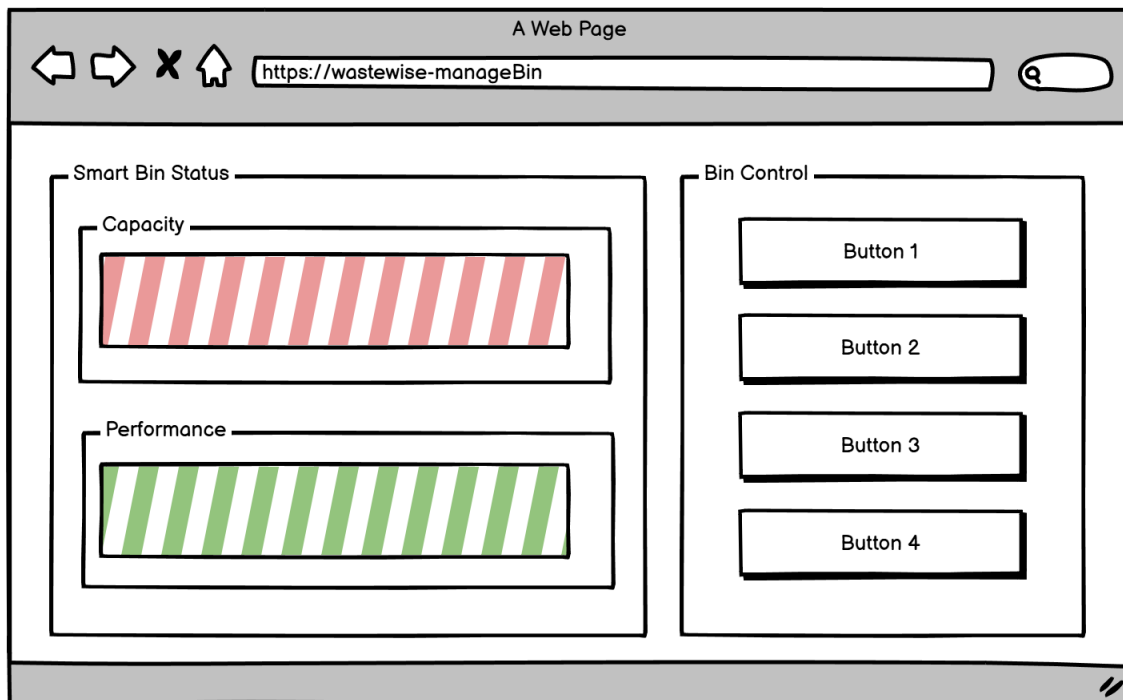 A Web Page
https://wastewise-manageBin
Smart Bin Status
Capacity
Performance
Bin Control
Button 1
Button 2
Button 3
Button 4